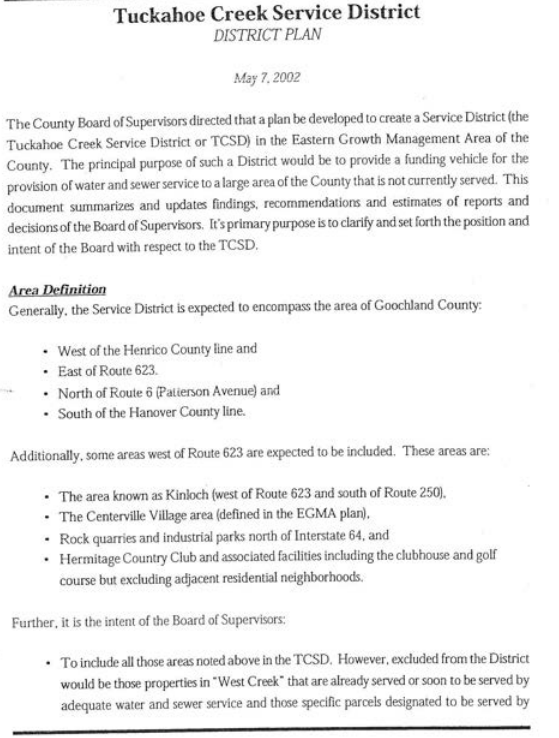 Tuckahoe Creek Service District
DISTRICT PLAN
May 7, 2002
The County Board of Supervisors directed that a plan be developed to create a Service District (the
Tuckahoe Creek Service District or TCSD) in the Eastern Growth Management Area of the
County. The principal purpose of such a District would be to provide a funding vehicle for the
provision of water and sewer service to a large area of the County that is not currently served. This
document summarizes and updates findings, recommendations and estimates of reports and
decisions of the Board of Supervisors. It's primary purpose is to clarify and set forth the position and
intent of the Board with respect to the TCSD.
Area Definition
Generally, the Service District is expected to encompass the area of Goochland County:
• West of the Henrico County line and
• East of Route 623.
• North of Route 6 (Patterson Avenue) and
• South of the Hanover County line.
Additionally, some areas west of Route 623 are expected to be included. These areas are:
• The area known as Kinloch (west of Route 623 and south of Route 250),
• The Centerville Village area (defined in the EGMA plan),
• Rock quarries and industrial parks north of Interstate 64, and
• Hermitage Country Club and associated facilities including the clubhouse and golf
course but excluding adjacent residential neighborhoods.
Further, it is the intent of the Board of Supervisors:
• To include all those areas noted above in the TCSD. However, excluded from the District
would be those properties in "West Creek" that are already served or soon to be served by
adequate water and sewer service and those specific parcels designated to be served by